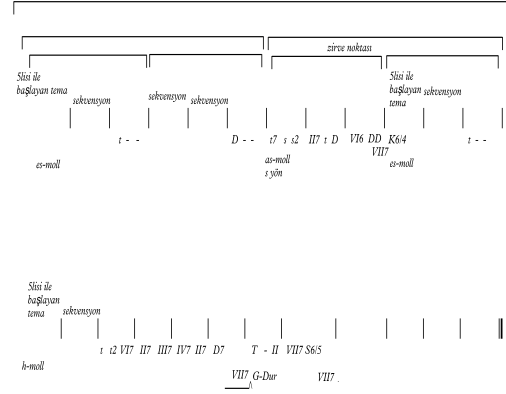 zirve noktası
5lisi ile
başlayan tema
sekvensyon
sekvensyon
sekvensyon
5lisi ile
başlayan
tema
sekvensyon
t - -
D - -
t7 s s2 II7 t D VI6 DD K6/4
VII7
t - -
es-moll
as-moll
s yön
es-moll
5lisi ile
başlayan
tema
sekvensyon
t t2 VI7 II7 III7 IV7 II7 D7 T - II VII7 S6/5
h-moll
VII7 G-Dur
VII7 .